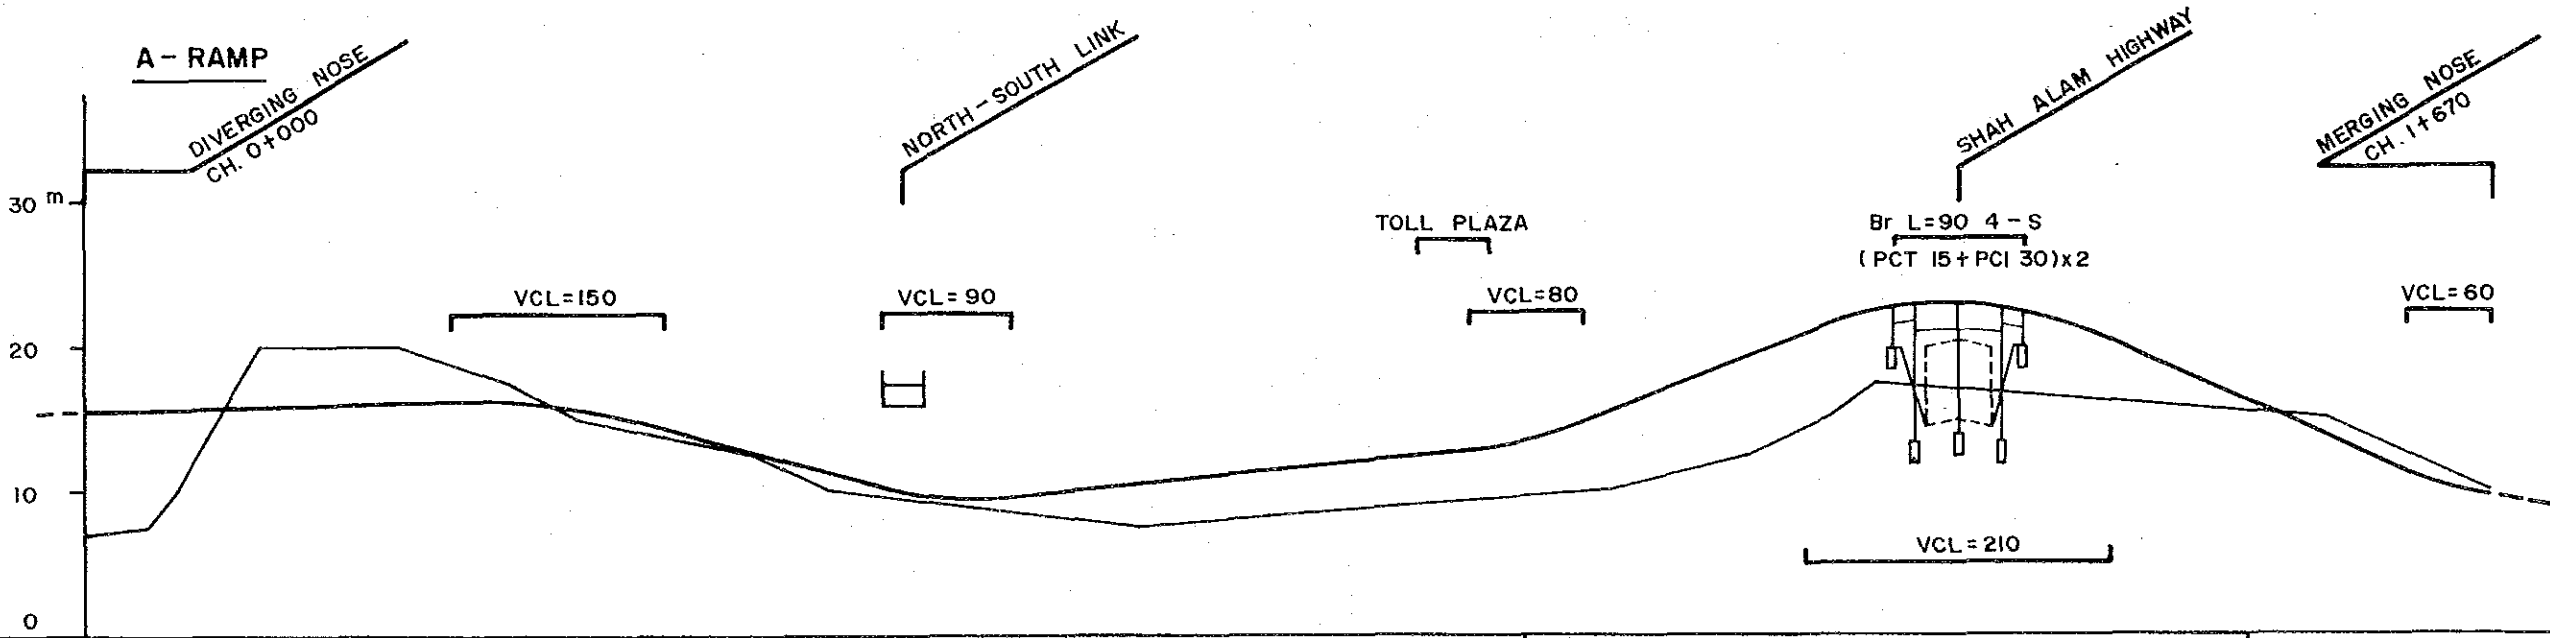 A-RAMP
DIVERGING NOSE
CH. 0+000
NORTH-SOUTH LINK
SHAH ALAM HIGHWAY
MERGING NOSE
CH. 1+670
30 m
TOLL PLAZA
Br L=90 4-S
(PCT 15+PCI 30)x2
VCL=150
VCL=90
VCL=80
VCL=60
20
10
VCL=210
0